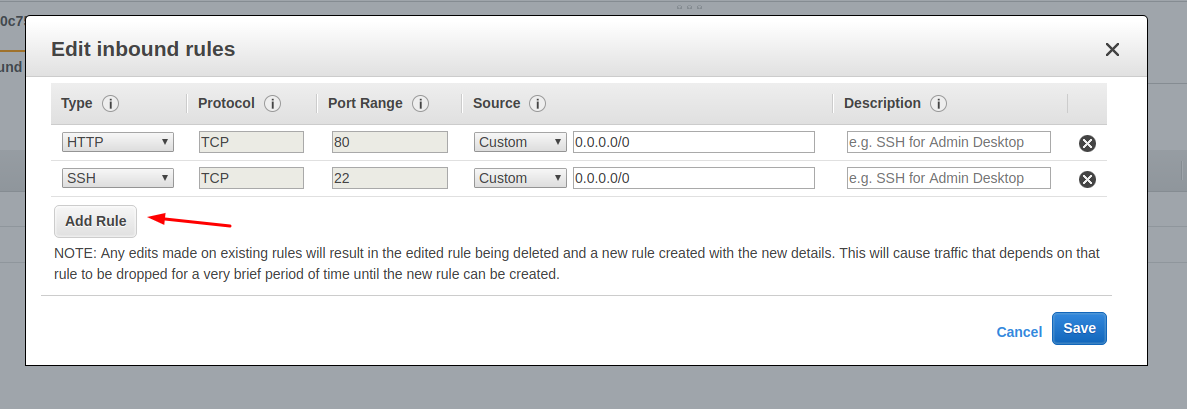 0c7
Edit inbound rules
und
Type Protocol Port Range Source Description
HTTP TCP 80 Custom 0.0.0.0/0 e.g. SSH for Admin Desktop
SSH TCP 22 Custom 0.0.0.0/0 e.g. SSH for Admin Desktop
Add Rule
NOTE: Any edits made on existing rules will result in the edited rule being deleted and a new rule created with the new details. This will cause traffic that depends on that
rule to be dropped for a very brief period of time until the new rule can be created.
Cancel Save